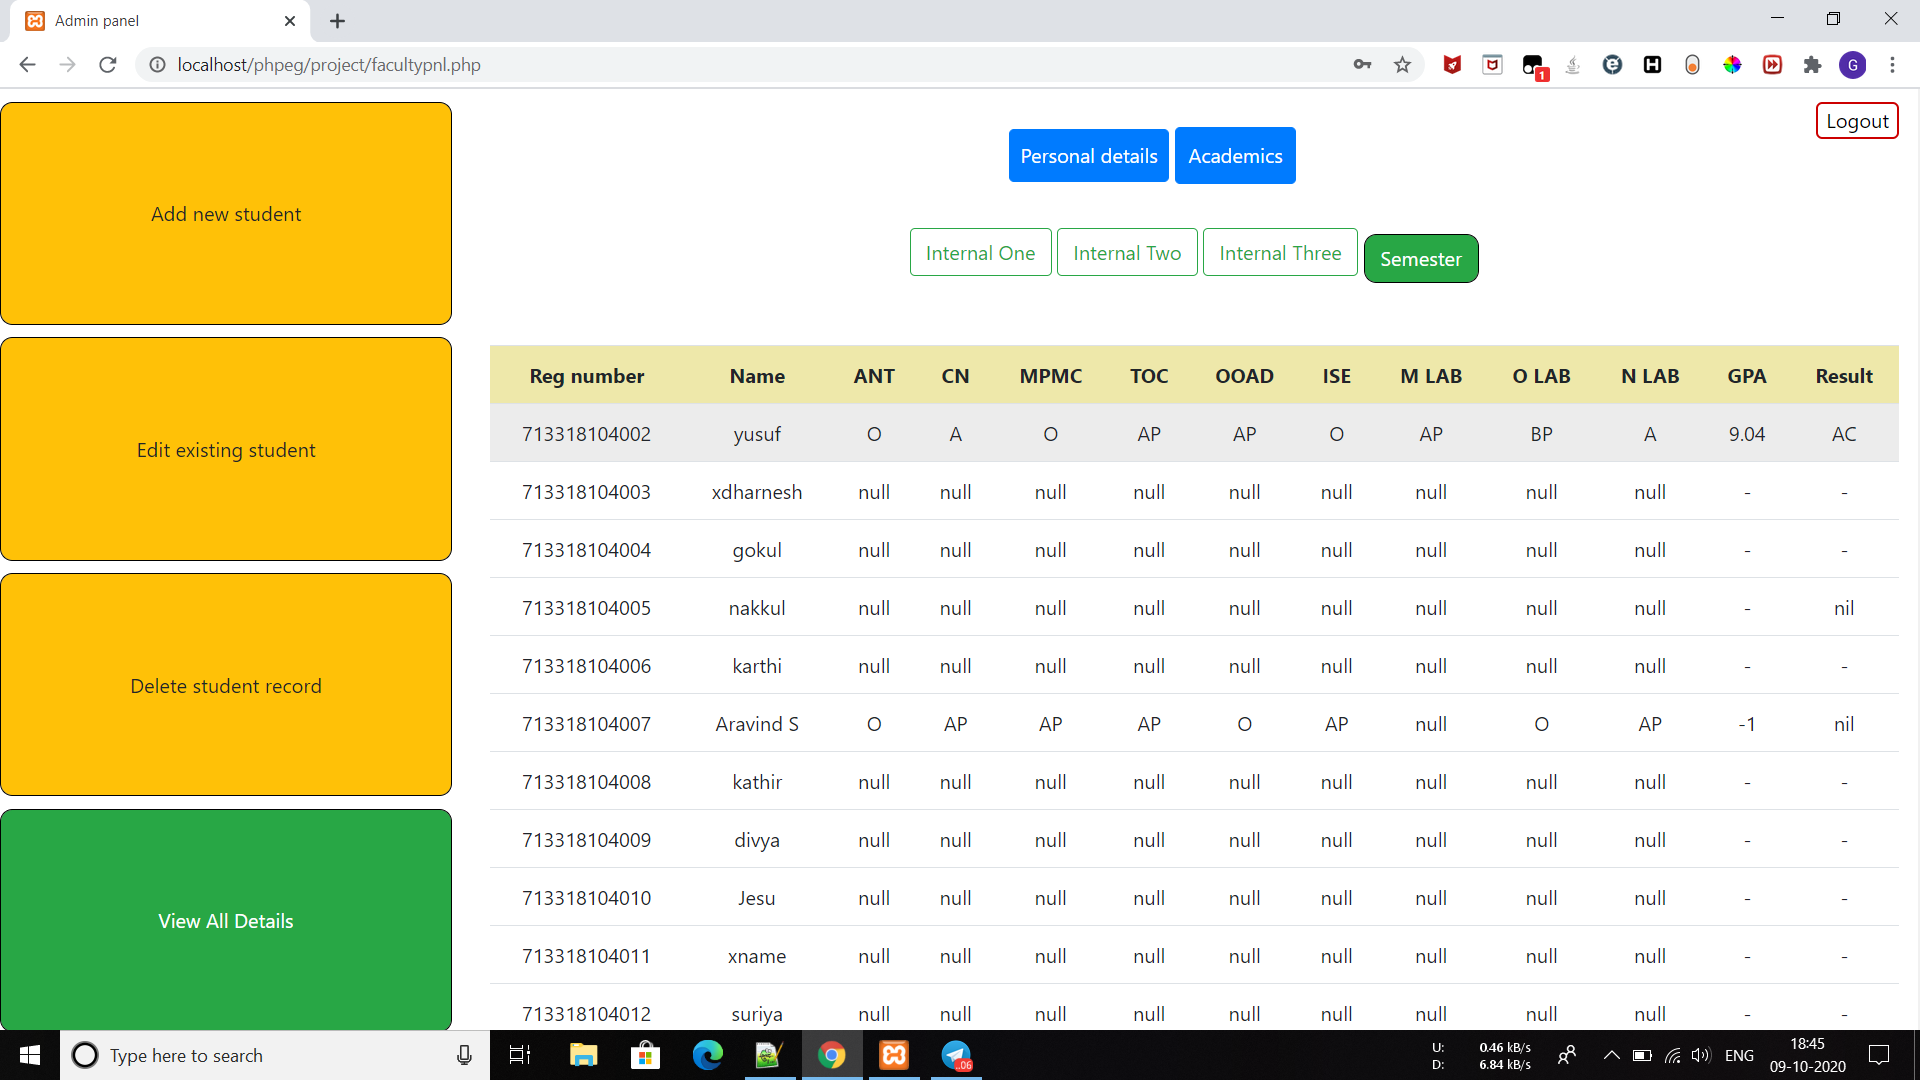 Admin panel
localhost/phpeg/project/facultypnl.php
1
G
Logout
Personal details Academics
Internal One Internal Two Internal Three Semester
Add new student
Edit existing student
Delete student record
View All Details
Reg number Name ANT CN MPMC TOC OOAD ISE M LAB O LAB N LAB GPA Result
713318104002 yusuf O A O AP AP O AP BP A 9.04 AC
713318104003 xdharnesh null null null null null null null null null - -
713318104004 gokul null null null null null null null null null - -
713318104005 nakkul null null null null null null null null null - nil
713318104006 karthi null null null null null null null null null - -
713318104007 Aravind S O AP AP AP O AP null O AP -1 nil
713318104008 kathir null null null null null null null null null - -
713318104009 divya null null null null null null null null null - -
713318104010 Jesu null null null null null null null null null - -
713318104011 xname null null null null null null null null null - -
713318104012 suriya null null null null null null null null null - -
Type here to search
U: 0.46 kB/s
D: 6.84 kB/s
ENG
18:45
09-10-2020